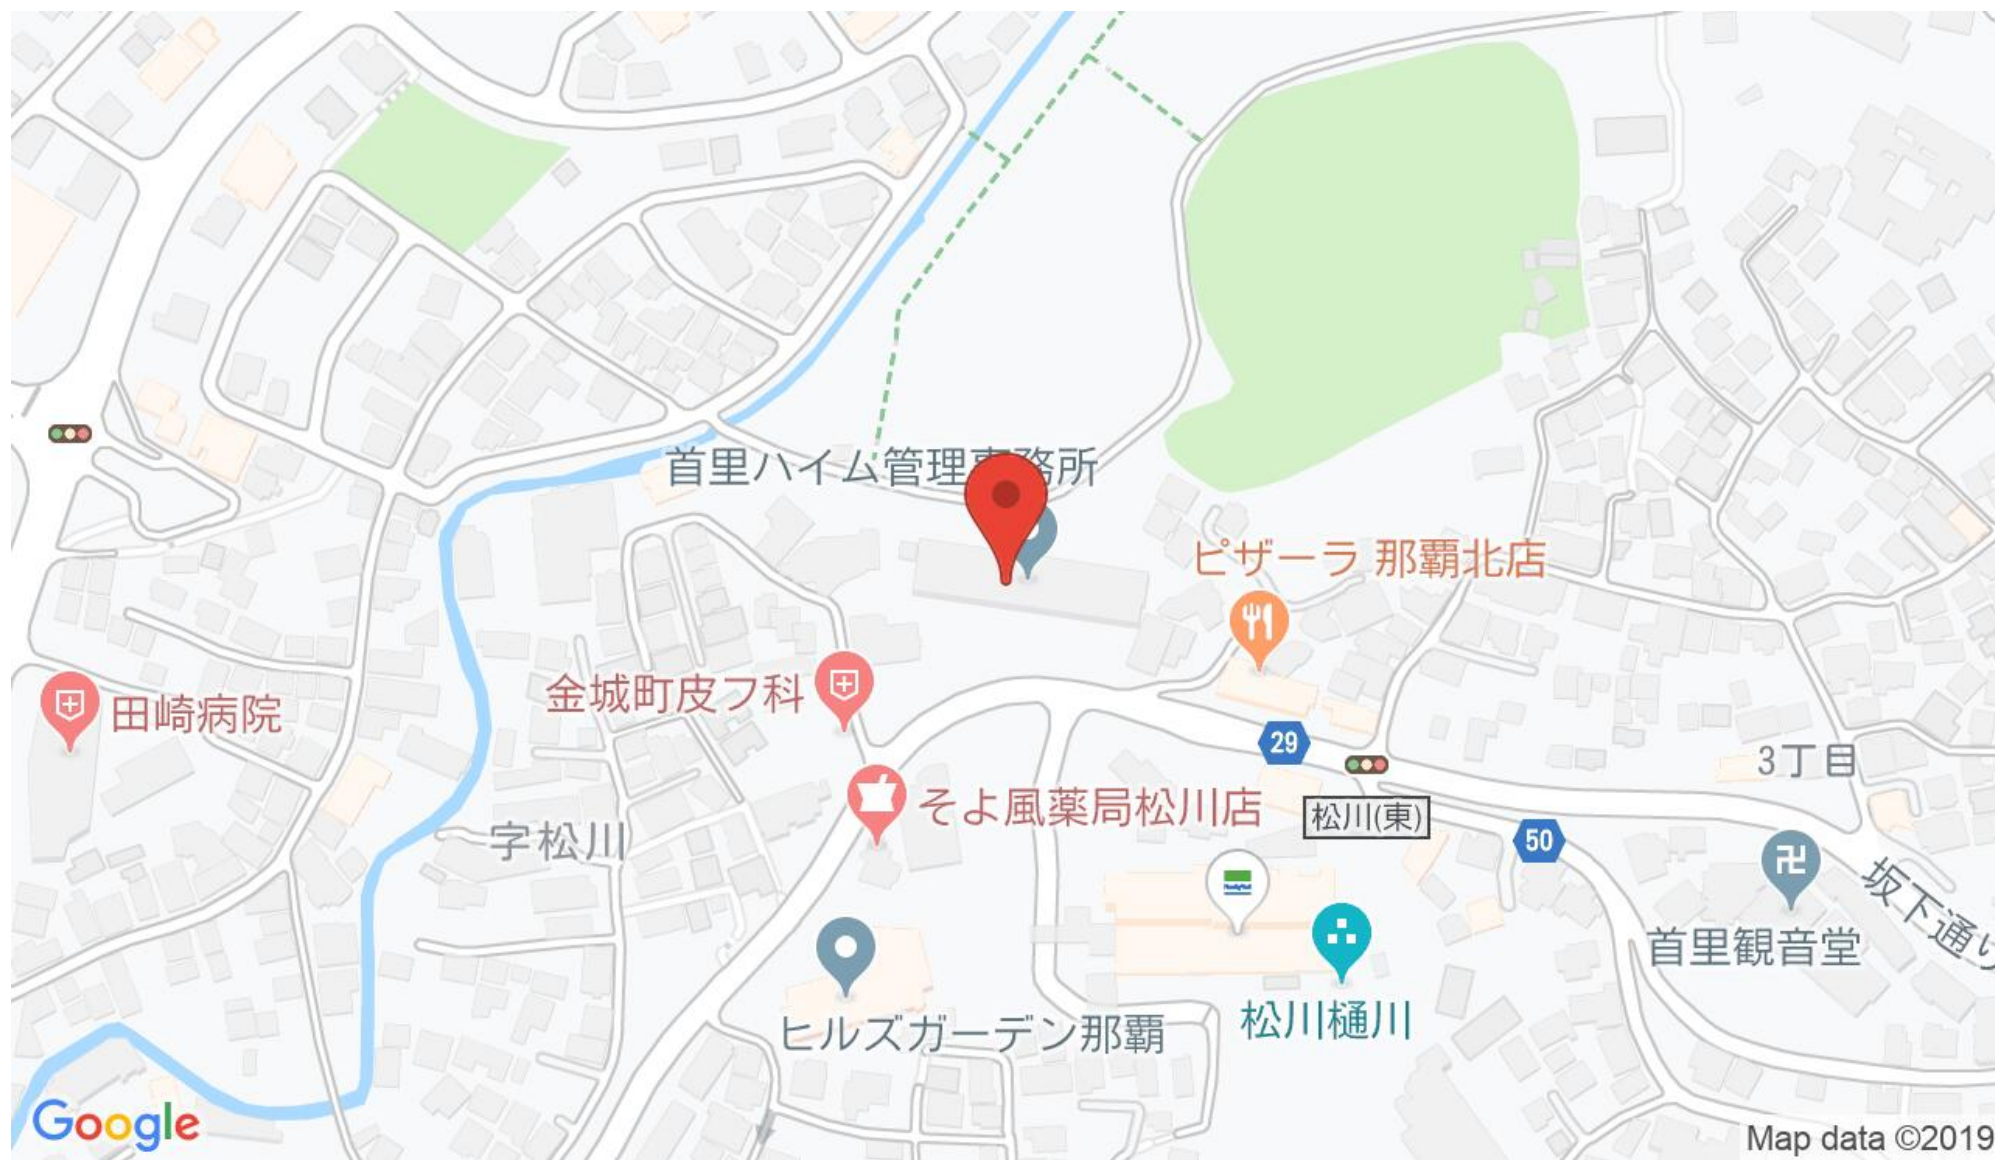 首里ハイム管理事務所
ピザーラ 那覇北店
金城町皮フ科
田崎病院
29
3丁目
そよ風薬局松川店
松川(東)
50
字松川
FamilyMart
坂下通り
首里観音堂
松川樋川
ヒルズガーデン那覇
Google
Map data ©2019